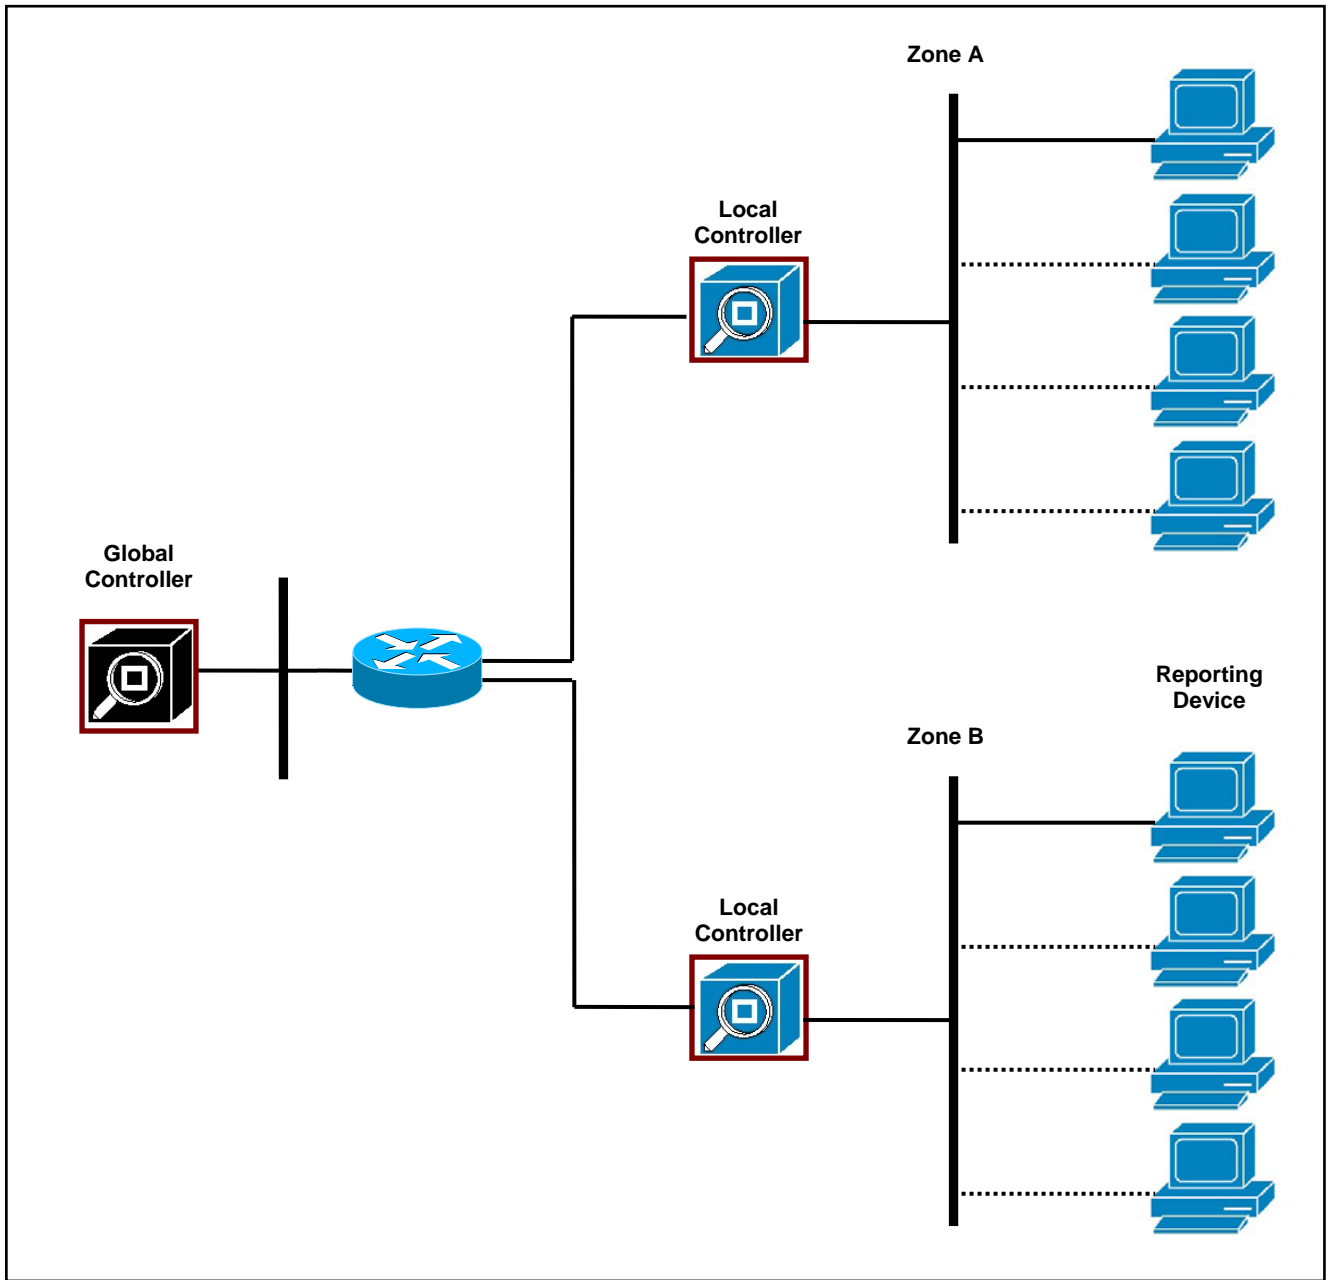 Zone A
Local
Controller
Global
Controller
Reporting
Device
Zone B
Local
Controller